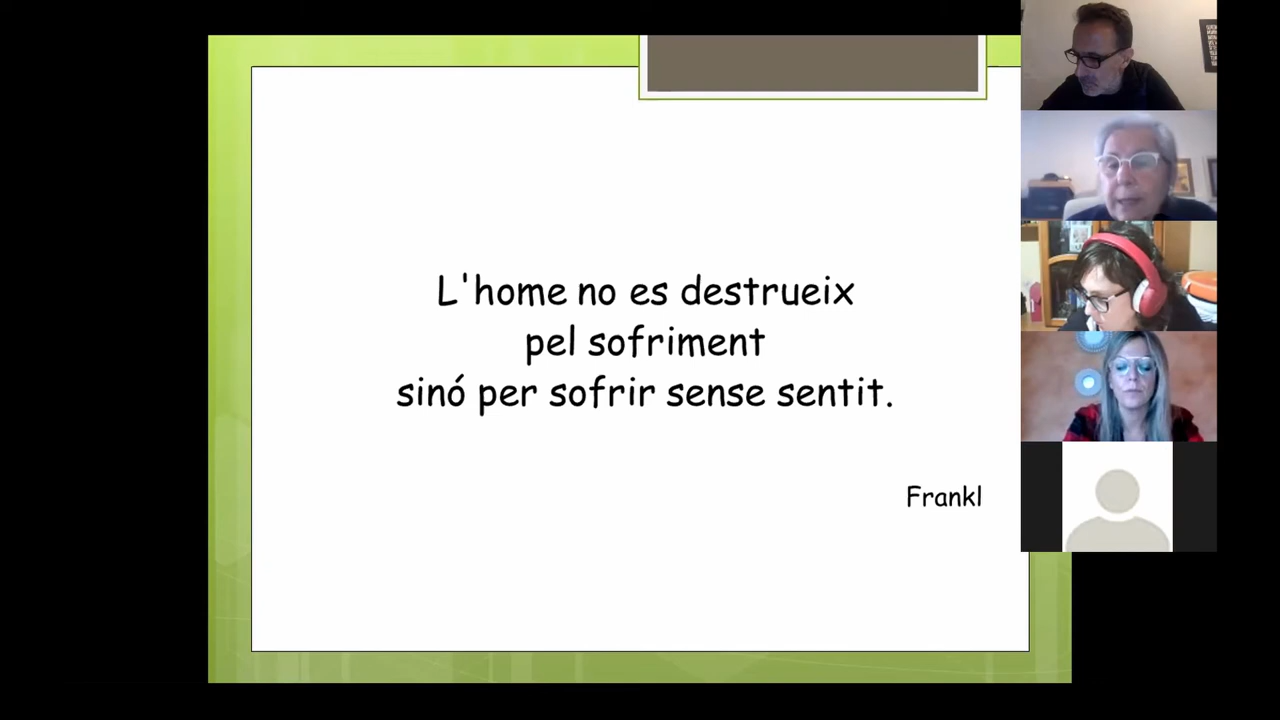 L'home no es destrueix
pel sofriment
sinó per sofrir sense sentit.
Frankl